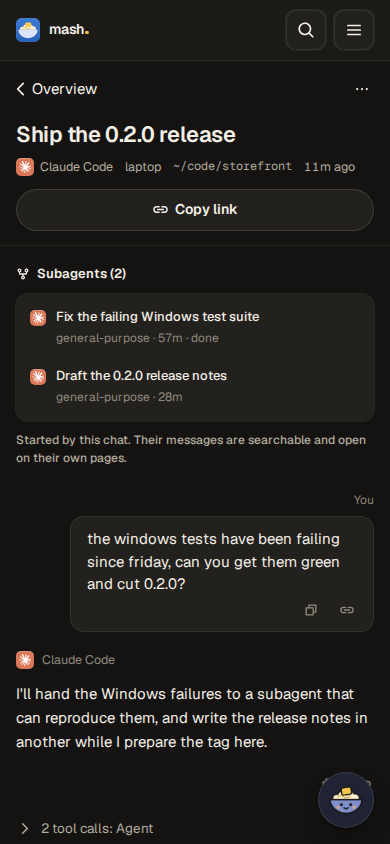 mash.
Overview
Ship the 0.2.0 release
Claude Code laptop ~/code/storefront 11m ago
Copy link
Subagents (2)
Fix the failing Windows test suite
general-purpose · 57m · done
Draft the 0.2.0 release notes
general-purpose · 28m
Started by this chat. Their messages are searchable and open
on their own pages.
You
the windows tests have been failing
since friday, can you get them green
and cut 0.2.0?
Claude Code
I'll hand the Windows failures to a subagent that
can reproduce them, and write the release notes in
another while I prepare the tag here.
2 tool calls: Agent